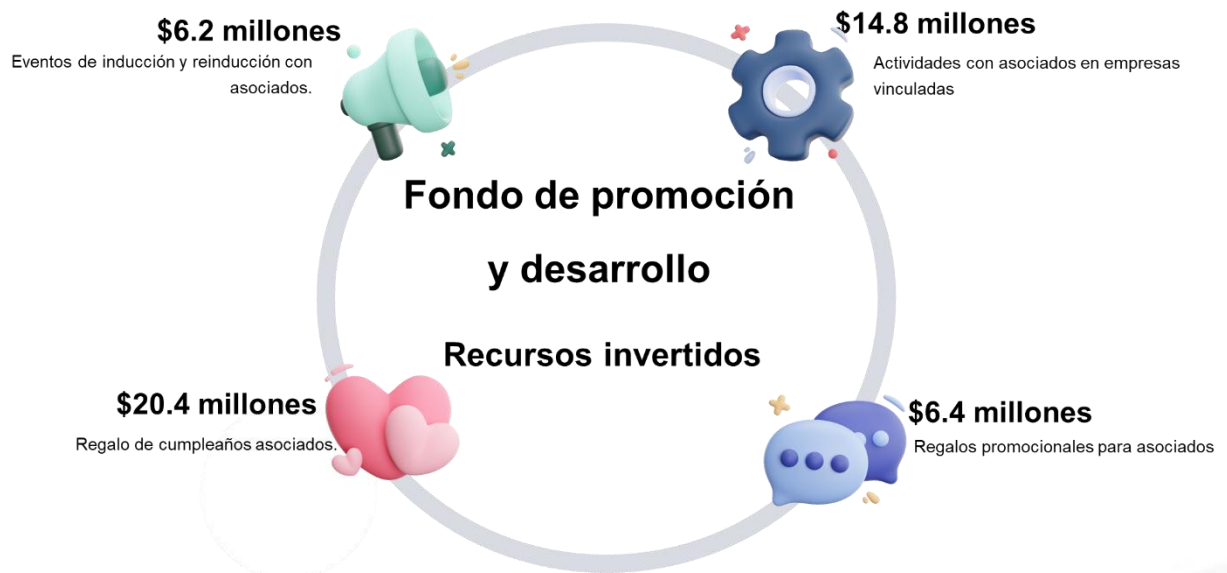 $6.2 millones
Eventos de inducción y reinducción con
asociados.
$14.8 millones
Actividades con asociados en empresas
vinculadas
Fondo de promoción
y desarrollo
Recursos invertidos
$20.4 millones
Regalo de cumpleaños asociados.
$6.4 millones
Regalos promocionales para asociados